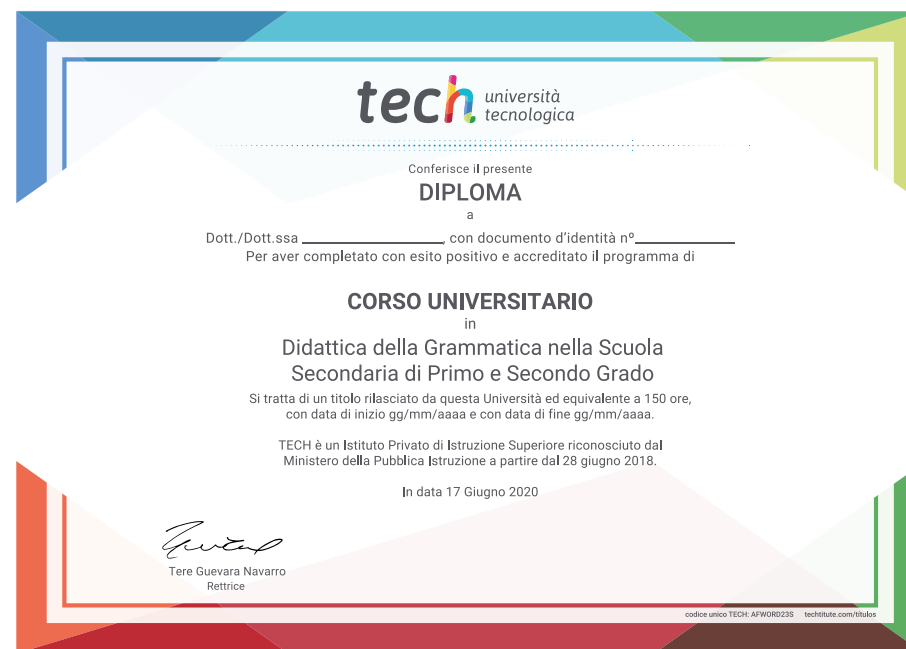 tech università
tecnologica
Conferisce il presente
DIPLOMA
a
Dott./Dott.ssa ________________, con documento d'identità nº____________
Per aver completato con esito positivo e accreditato il programma di
CORSO UNIVERSITARIO
in
Didattica della Grammatica nella Scuola
Secondaria di Primo e Secondo Grado
Si tratta di un titolo rilasciato da questa Università ed equivalente a 150 ore,
con data di inizio gg/mm/aaaa e con data di fine gg/mm/aaaa.
TECH è un Istituto Privato di Istruzione Superiore riconosciuto dal
Ministero della Pubblica Istruzione a partire dal 28 giugno 2018.
In data 17 Giugno 2020
Tere Guevara Navarro
Rettrice
codice unico TECH: AFWORD23S techtitute.com/titulos